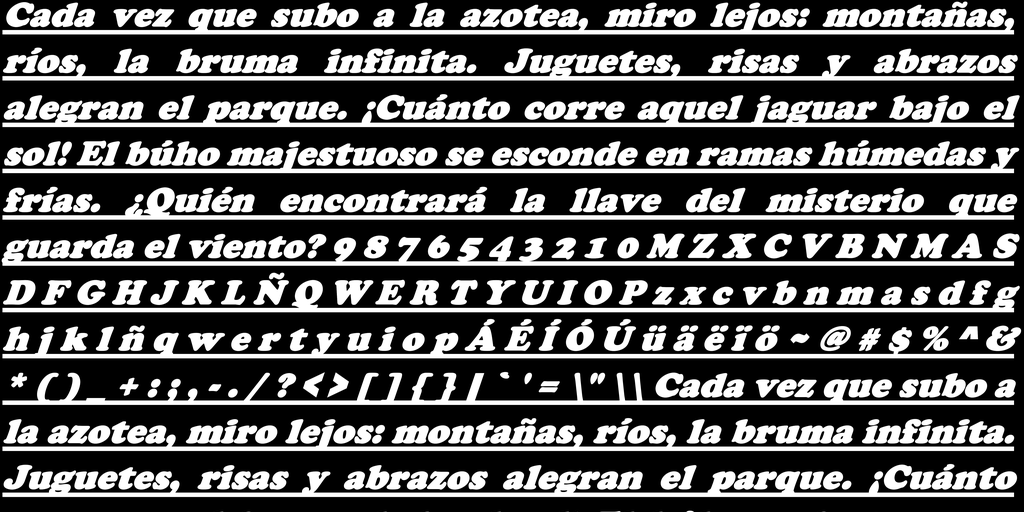 Cada vez que subo a la azotea, miro lejos: montañas,
ríos, la bruma infinita. Juguetes, risas y abrazos
alegran el parque. ¡Cuánto corre aquel jaguar bajo el
sol! El búho majestuoso se esconde en ramas húmedas y
frías. ¿Quién encontrará la llave del misterio que
guarda el viento? 9 8 7 6 5 4 3 2 1 0 M Z X C V B N M A S
D F G H J K L Ñ Q W E R T Y U I O P z x c v b n m a s d f g
h j k l ñ q w e r t y u i o p Á É Í Ó Ú ü ä ë ï ö ~ @ # $ % ^ &
* ( ) _ + : ; , - . / ? < > [ ] { } | ` ' = \" \\ Cada vez que subo a
la azotea, miro lejos: montañas, ríos, la bruma infinita.
Juguetes, risas y abrazos alegran el parque. ¡Cuánto